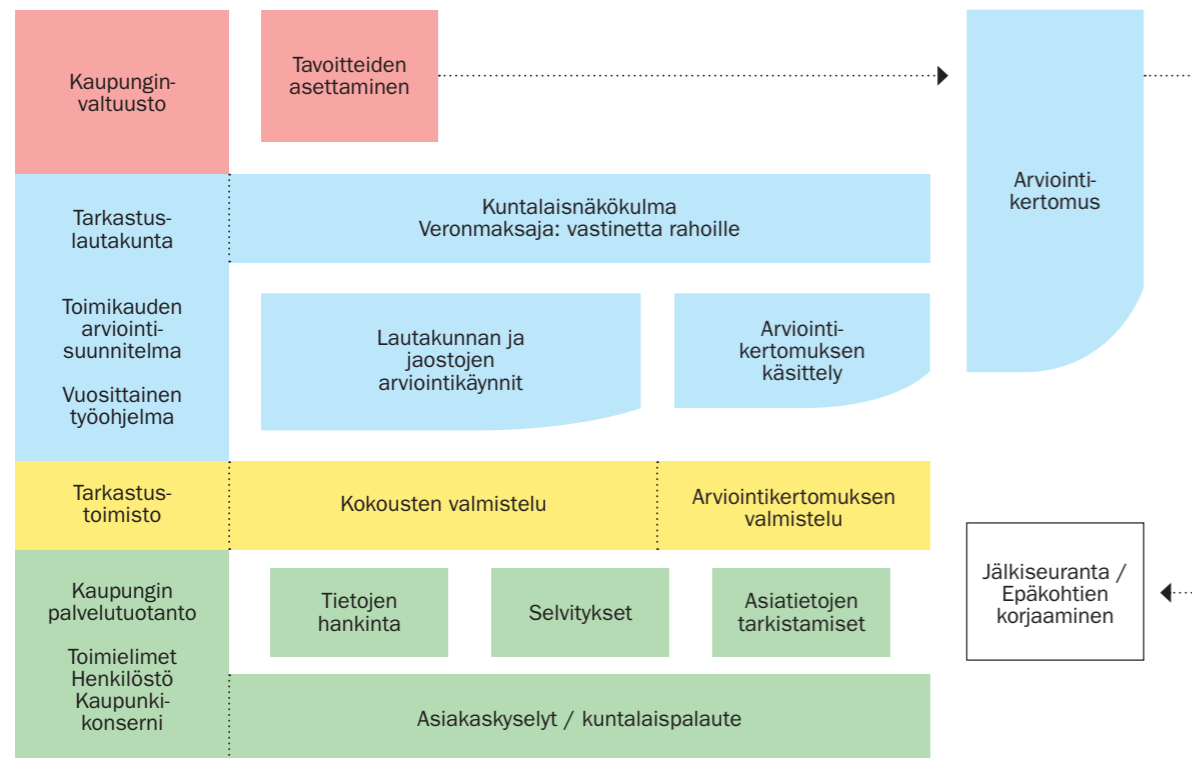 Kaupungin-
valtuusto
Tavoitteiden
asettaminen
Arviointi-
kertomus
Tarkastus-
lautakunta
Kuntalaisnäkökulma
Veronmaksaja: vastinetta rahoille
Toimikauden
arviointi-
suunnitelma
Vuosittainen
työohjelma
Lautakunnan ja
jaostojen
arviointikäynnit
Arviointi-
kertomuksen
käsittely
Tarkastus-
toimisto
Kokousten valmistelu
Arviointikertomuksen
valmistelu
Jälkiseuranta /
Epäkohtien
korjaaminen
Kaupungin
palvelutuotanto
Toimielimet
Henkilöstö
Kaupunki-
konserni
Tietojen
hankinta
Selvitykset
Asiatietojen
tarkistamiset
Asiakaskyselyt / kuntalaispalaute